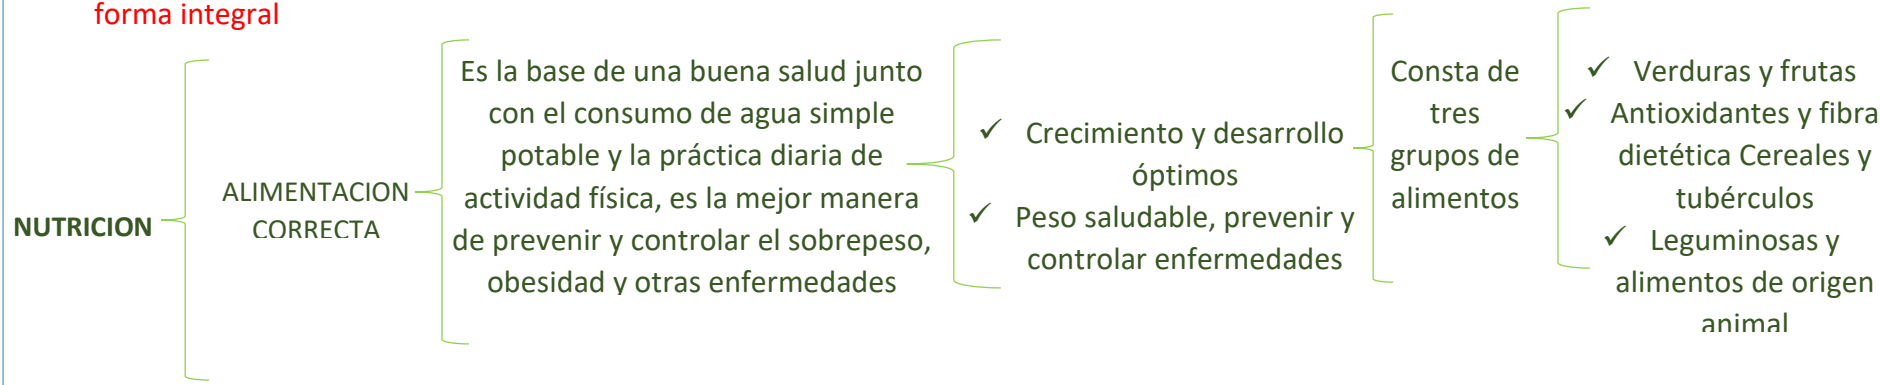 forma integral
NUTRICION
ALIMENTACION
CORRECTA
Es la base de una buena salud junto
con el consumo de agua simple
potable y la práctica diaria de
actividad física, es la mejor manera
de prevenir y controlar el sobrepeso,
obesidad y otras enfermedades
✓ Crecimiento y desarrollo
óptimos
✓ Peso saludable, prevenir y
controlar enfermedades
Consta de
tres
grupos de
alimentos
✓ Verduras y frutas
✓ Antioxidantes y fibra
dietética Cereales y
tubérculos
✓ Leguminosas y
alimentos de origen
animal